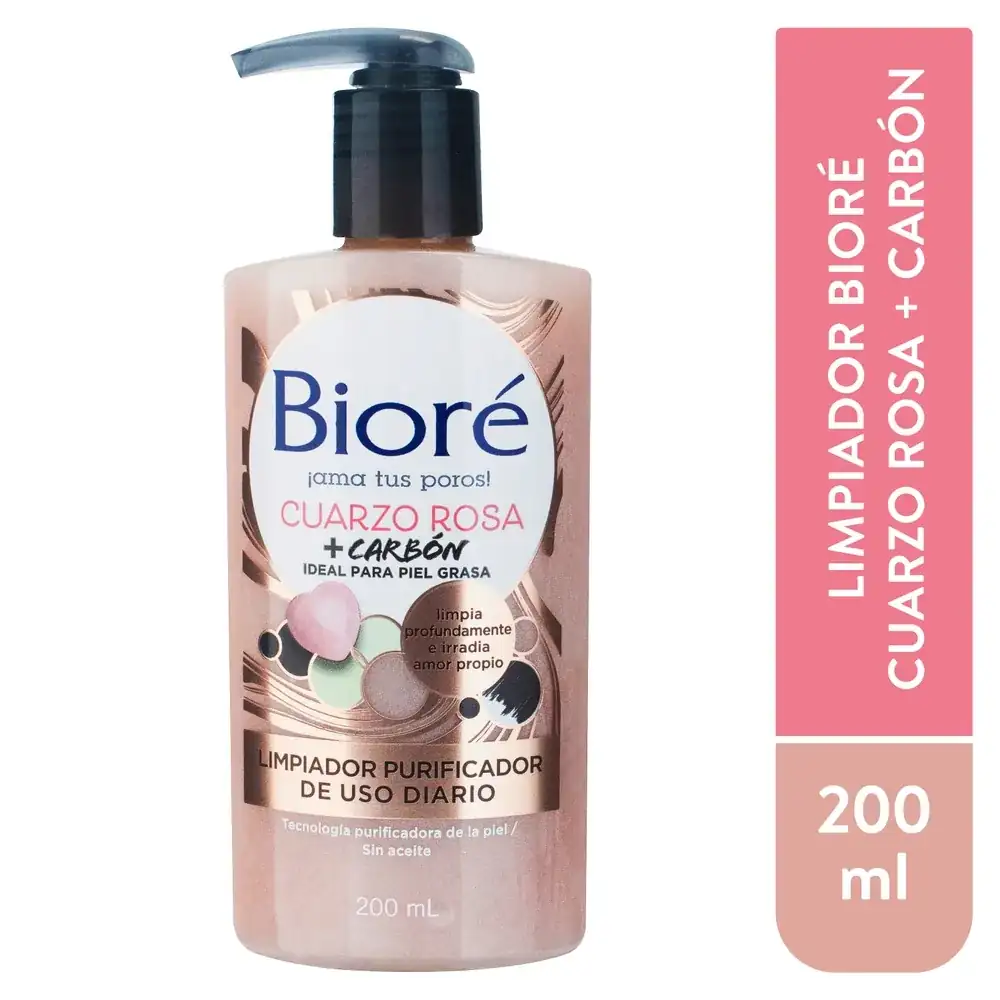 Bioré
¡ama tus poros!
CUARZO ROSA
+CARBÓN
IDEAL PARA PIEL GRASA
limpia
profundamente
e irradia
amor propio
LIMPIADOR PURIFICADOR
DE USO DIARIO
Tecnología purificadora de la piel /
Sin aceite
200 mL
LIMPIADOR BIORÉ
CUARZO ROSA + CARBÓN
200
ml